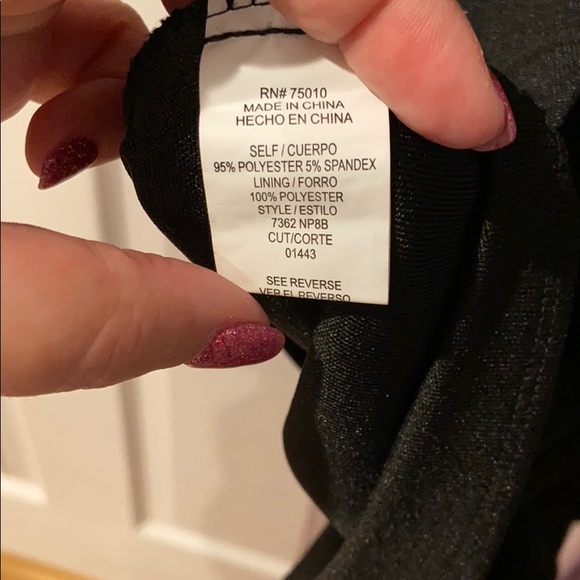 RN# 75010
MADE IN CHINA
HECHO EN CHINA
SELF / CUERPO
95% POLYESTER 5% SPANDEX
LINING / FORRO
100% POLYESTER
STYLE / ESTILO
7362 NP8B
CUT/CORTE
01443
SEE REVERSE
VER EL REVERSO